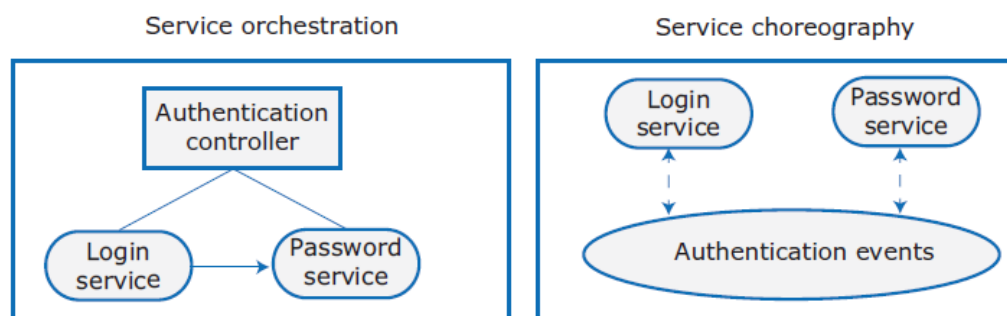 Service orchestration
Authentication
controller
Login
service
Password
service
Service choreography
Login
service
Password
service
Authentication events